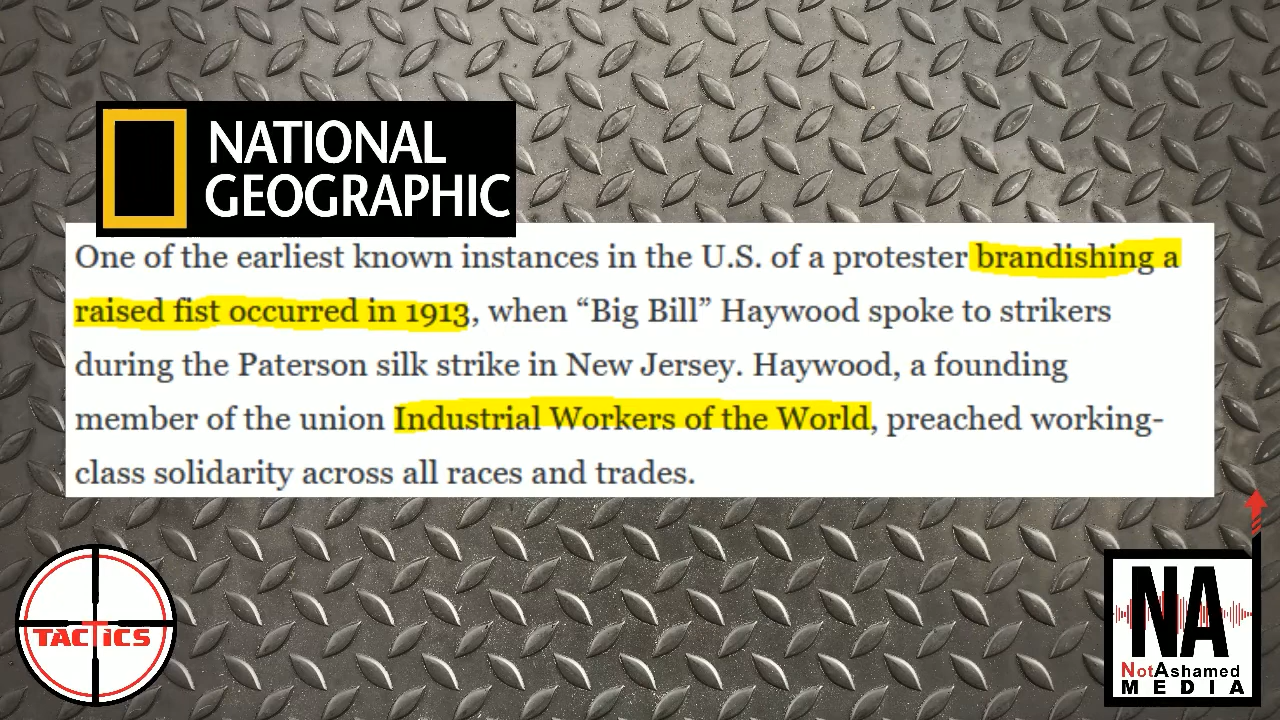 NATIONAL
GEOGRAPHIC
One of the earliest known instances in the U.S. of a protester brandishing a
raised fist occurred in 1913, when “Big Bill” Haywood spoke to strikers
during the Paterson silk strike in New Jersey. Haywood, a founding
member of the union Industrial Workers of the World, preached working-
class solidarity across all races and trades.
TACTICS
NA
NotAshamed
MEDIA